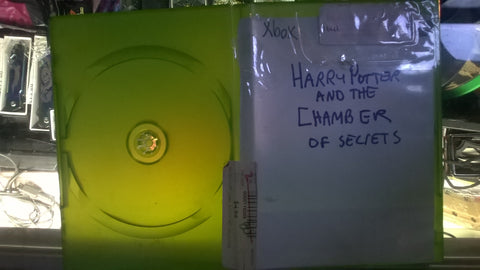 Xbox
HARRY POTTER
AND THE
CHAMBER
OF SECRETS